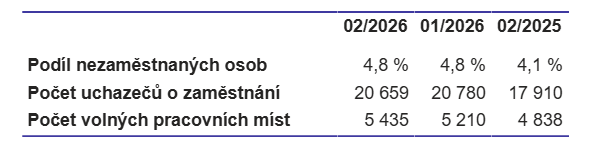 02/2026 01/2026 02/2025
Podíl nezaměstnaných osob 4,8 % 4,8 % 4,1 %
Počet uchazečů o zaměstnání 20 659 20 780 17 910
Počet volných pracovních míst 5 435 5 210 4 838